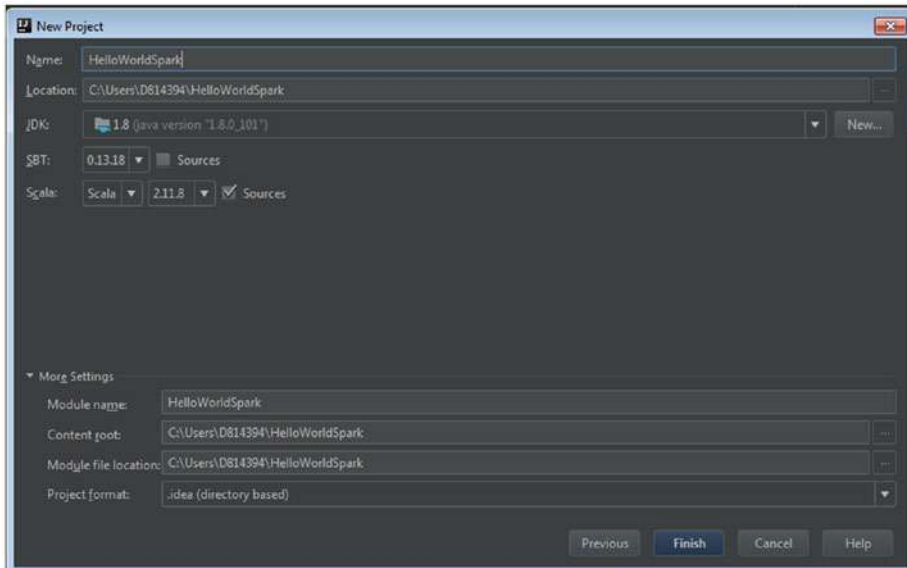 New Project
Name: HelloWorldSpark
Location: C:\Users\D814394\HelloWorldSpark ...
JDK: 1.8 (java version "1.8.0_101") New...
SBT: 0.13.18 Sources
Scala: Scala 2.11.8 Sources
More Settings
Module name: HelloWorldSpark
Content root: C:\Users\D814394\HelloWorldSpark ...
Module file location: C:\Users\D814394\HelloWorldSpark ...
Project format: .idea (directory based)
Previous Finish Cancel Help